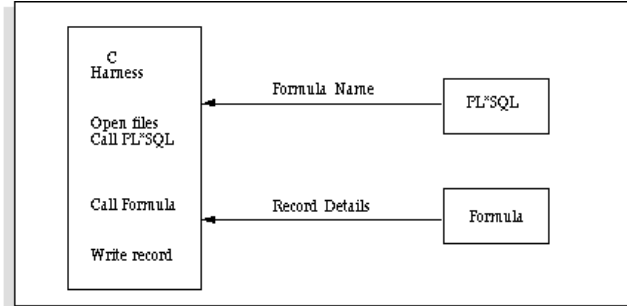 C
Harness
Formula Name
PL*SQL
Open files
Call PL*SQL
Call Formula
Record Details
Formula
Write record